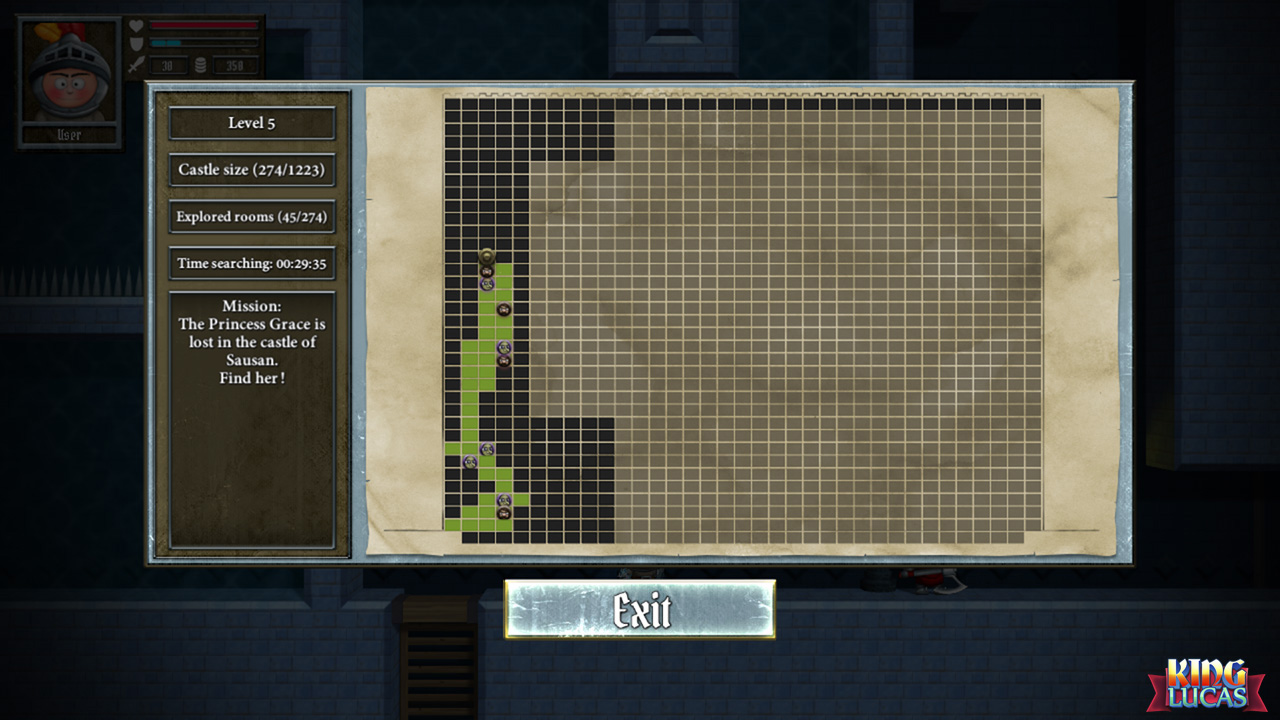 30
350
User
Level 5
Castle size (274/1223)
Explored rooms (45/274)
Time searching: 00:29:35
Mission:
The Princess Grace is
lost in the castle of
Sausan.
Find her !
Exit
KING
LUCAS